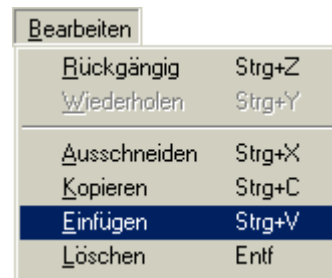 Bearbeiten
Rückgängig Strg+Z
Wiederholen Strg+Y
Ausschneiden Strg+X
Kopieren Strg+C
Einfügen Strg+V
Löschen Entf